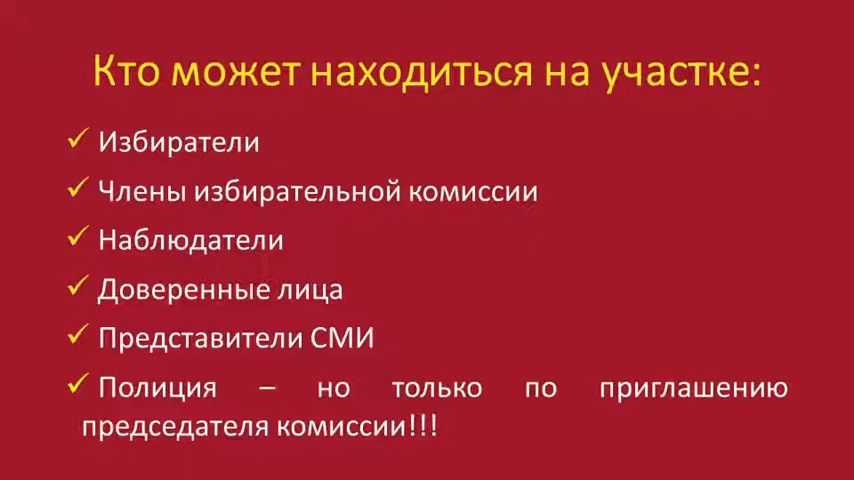 Кто может находиться на участке:
✓ Избиратели
✓ Члены избирательной комиссии
✓ Наблюдатели
✓ Доверенные лица
✓ Представители СМИ
✓ Полиция – но только по приглашению
председателя комиссии!!!